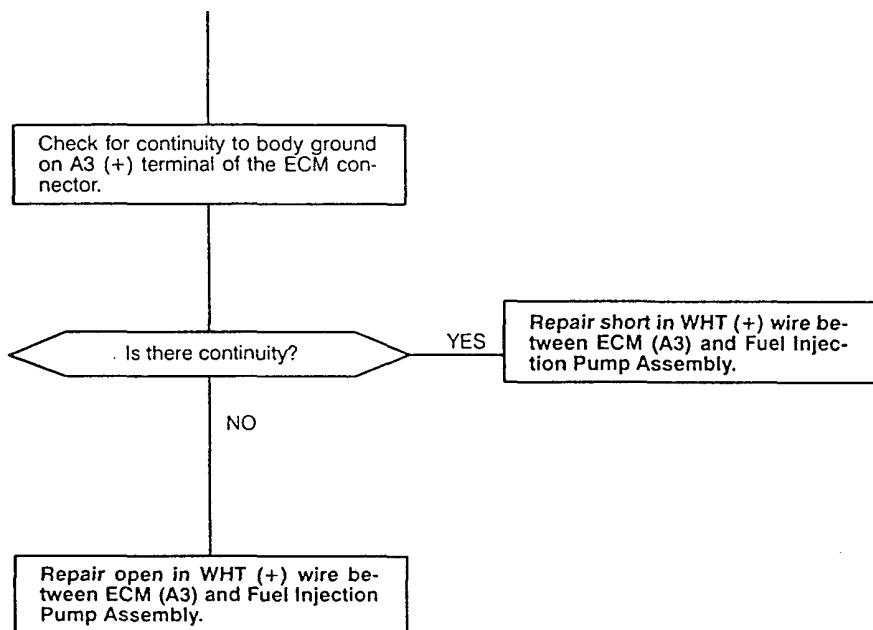 Check for continuity to body ground
on A3 (+) terminal of the ECM con-
nector.
Is there continuity?
YES
Repair short in WHT (+) wire be-
tween ECM (A3) and Fuel Injec-
tion Pump Assembly.
NO
Repair open in WHT (+) wire be-
tween ECM (A3) and Fuel Injection
Pump Assembly.